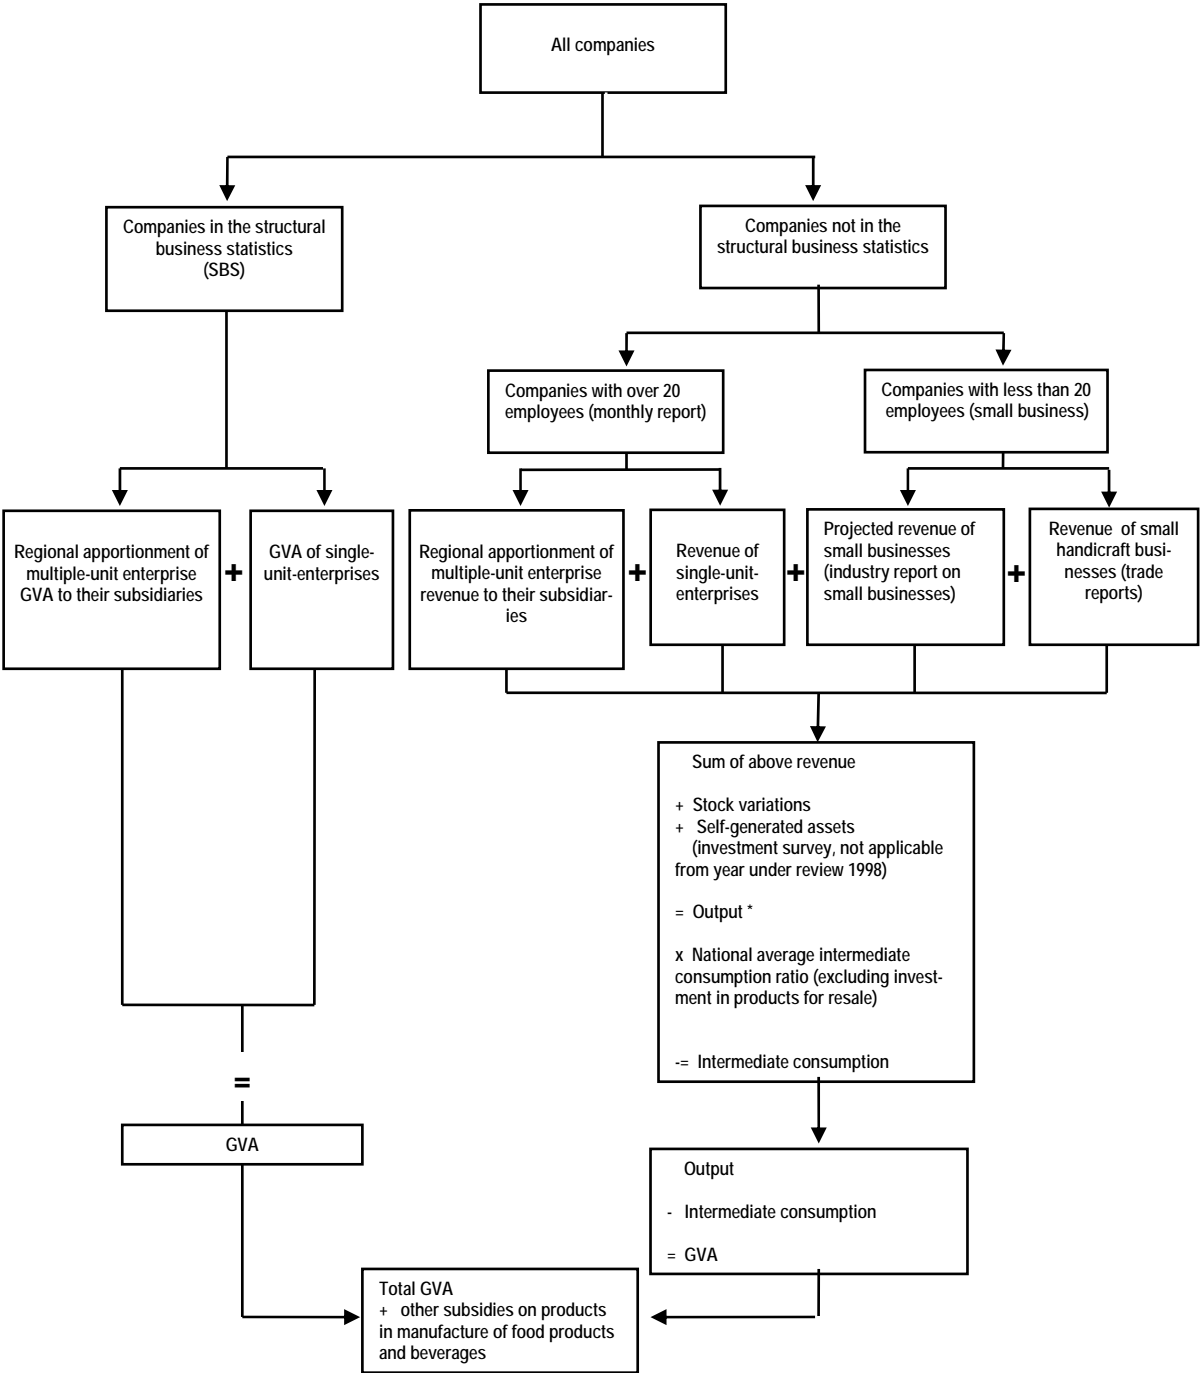 All companies
Companies in the structural
business statistics
(SBS)
Companies not in the
structural business statistics
Companies with over 20
employees (monthly report)
Companies with less than 20
employees (small business)
Regional apportionment of
multiple-unit enterprise
GVA to their subsidiaries
+
GVA of single-
unit-enterprises
Regional apportionment of
multiple-unit enterprise
revenue to their subsidiar-
ies
+
Revenue of
single-unit-
enterprises
+
Projected revenue of
small businesses
(industry report on
small businesses)
+
Revenue of small
handicraft busi-
nesses (trade
reports)
Sum of above revenue
+ Stock variations
+ Self-generated assets
(investment survey, not applicable
from year under review 1998)
= Output *
x National average intermediate
consumption ratio (excluding invest-
ment in products for resale)
-= Intermediate consumption
=
GVA
Output
- Intermediate consumption
= GVA
Total GVA
+ other subsidies on products
in manufacture of food products
and beverages